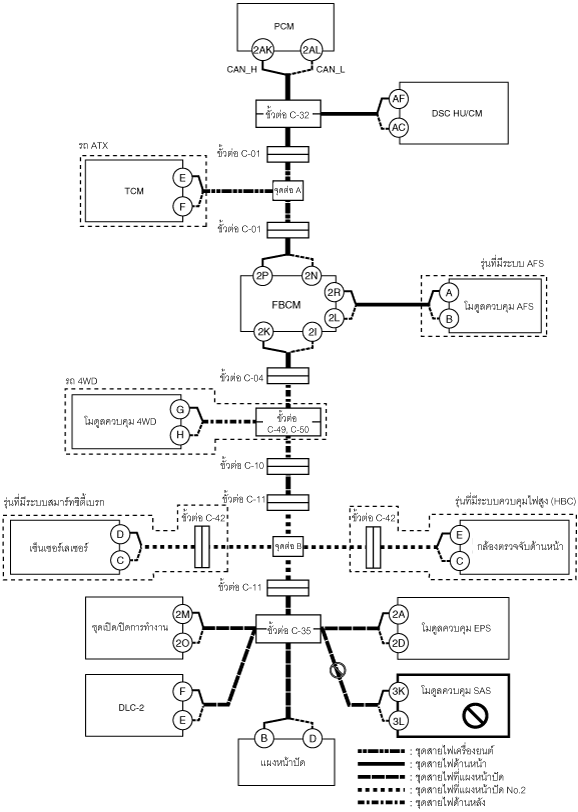 PCM
2AK 2AL
CAN_H CAN_L
ขั้วต่อ C-32
AF
AC
DSC HU/CM
ขั้วต่อ C-01
รถ ATX
TCM
E
F
ชุดต่อ A
ขั้วต่อ C-01
2P 2N
FBCM
2R
2L
2K 2I
รุ่นที่มีระบบ AFS
A
B
โมดูลควบคุม AFS
ขั้วต่อ C-04
รถ 4WD
โมดูลควบคุม 4WD
G
H
ขั้วต่อ
C-49, C-50
ขั้วต่อ C-10
ขั้วต่อ C-11
รุ่นที่มีระบบสมาร์ทซิตี้เบรก
ขั้วต่อ C-42
เซ็นเซอร์เลเซอร์
D
C
ชุดต่อ B
รุ่นที่มีระบบควบคุมไฟสูง (HBC)
ขั้วต่อ C-42
E
C
กล้องตรวจจับด้านหน้า
ขั้วต่อ C-11
ชุดเปิด/ปิดการทำงาน
2M
2O
ขั้วต่อ C-35
2A
2D
โมดูลควบคุม EPS
DLC-2
F
E
3K
3L
โมดูลควบคุม SAS
B D
แผงหน้าปัด
: ชุดสายไฟเครื่องยนต์
: ชุดสายไฟด้านหน้า
: ชุดสายไฟที่แผงหน้าปัด
: ชุดสายไฟที่แผงหน้าปัด No.2
: ชุดสายไฟด้านหลัง